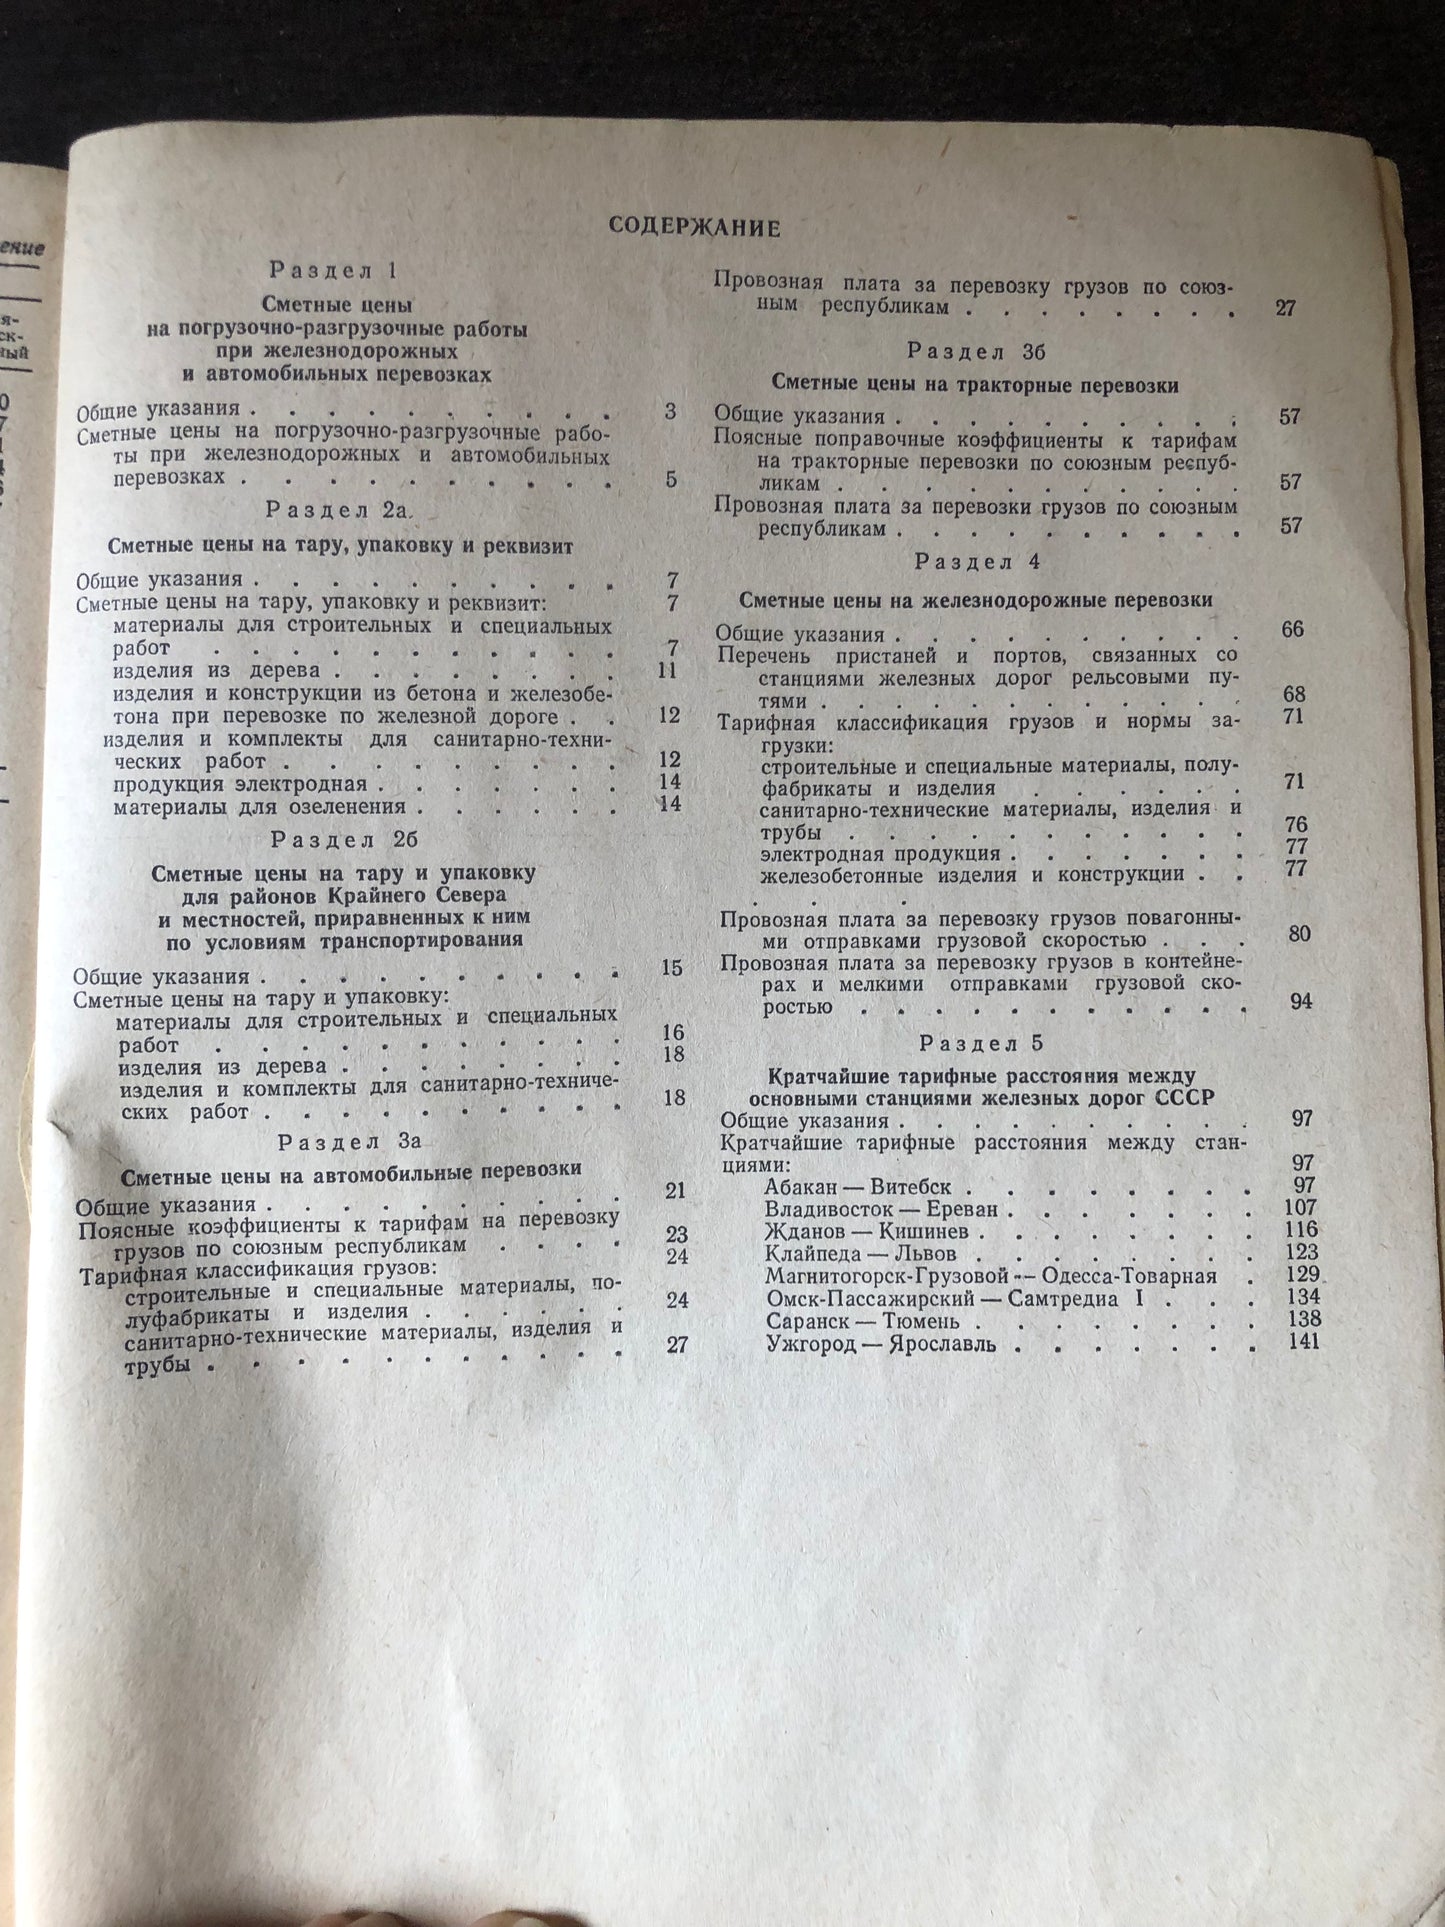 СОДЕРЖАНИЕ
Раздел 1
Сметные цены
на погрузочно-разгрузочные работы
при железнодорожных
и автомобильных перевозках
Общие указания . . . . . . . . . . 3
Сметные цены на погрузочно-разгрузочные рабо-
ты при железнодорожных и автомобильных
перевозках . . . . . . . . . . 5
Раздел 2а.
Сметные цены на тару, упаковку и реквизит
Общие указания . . . . . . . . . . 7
Сметные цены на тару, упаковку и реквизит: 7
материалы для строительных и специальных
работ . . . . . . . . . . . 7
изделия из дерева . . . . . . . . 11
изделия и конструкции из бетона и железобе-
тона при перевозке по железной дороге . . 12
изделия и комплекты для санитарно-техни-
ческих работ . . . . . . . . . 12
продукция электродная . . . . . . . 14
материалы для озеленения . . . . . . 14
Раздел 2б
Сметные цены на тару и упаковку
для районов Крайнего Севера
и местностей, приравненных к ним
по условиям транспортирования
Общие указания . . . . . . . . . . 15
Сметные цены на тару и упаковку:
материалы для строительных и специальных
работ . . . . . . . . . . . 16
изделия из дерева . . . . . . . . 18
изделия и комплекты для санитарно-техниче-
ских работ . . . . . . . . . . 18
Раздел 3а
Сметные цены на автомобильные перевозки
Общие указания . . . . . . . . . . 21
Поясные коэффициенты к тарифам на перевозку
грузов по союзным республикам . . . . 23
Тарифная классификация грузов: 24
строительные и специальные материалы, по-
луфабрикаты и изделия . . . . . . 24
санитарно-технические материалы, изделия и
трубы . . . . . . . . . . . 27
Провозная плата за перевозку грузов по союз-
ным республикам . . . . . . . . 27
Раздел 3б
Сметные цены на тракторные перевозки
Общие указания . . . . . . . . . . 57
Поясные поправочные коэффициенты к тарифам
на тракторные перевозки по союзным респуб-
ликам . . . . . . . . . . . 57
Провозная плата за перевозки грузов по союзным
республикам . . . . . . . . . . 57
Раздел 4
Сметные цены на железнодорожные перевозки
Общие указания . . . . . . . . . . 66
Перечень пристаней и портов, связанных со
станциями железных дорог рельсовыми пу-
тями . . . . . . . . . . . 68
Тарифная классификация грузов и нормы за- 71
грузки:
строительные и специальные материалы, полу-
фабрикаты и изделия . . . . . . 71
санитарно-технические материалы, изделия и
трубы . . . . . . . . . . . 76
электродная продукция . . . . . . . 77
железобетонные изделия и конструкции . . 77
. . .
Провозная плата за перевозку грузов повагонны-
ми отправками грузовой скоростью . . . 80
Провозная плата за перевозку грузов в контейне-
рах и мелкими отправками грузовой ско-
ростью . . . . . . . . . . . 94
Раздел 5
Кратчайшие тарифные расстояния между
основными станциями железных дорог СССР
Общие указания . . . . . . . . . . 97
Кратчайшие тарифные расстояния между стан-
циями: 97
Абакан — Витебск . . . . . . . . 97
Владивосток — Ереван . . . . . . . 107
Жданов — Кишинев . . . . . . . . 116
Клайпеда — Львов . . . . . . . . 123
Магнитогорск-Грузовой — Одесса-Товарная . 129
Омск-Пассажирский — Самтредиа I . . . 134
Саранск — Тюмень . . . . . . . . 138
Ужгород — Ярославль . . . . . . . 141
ение
я-
ск-
ный